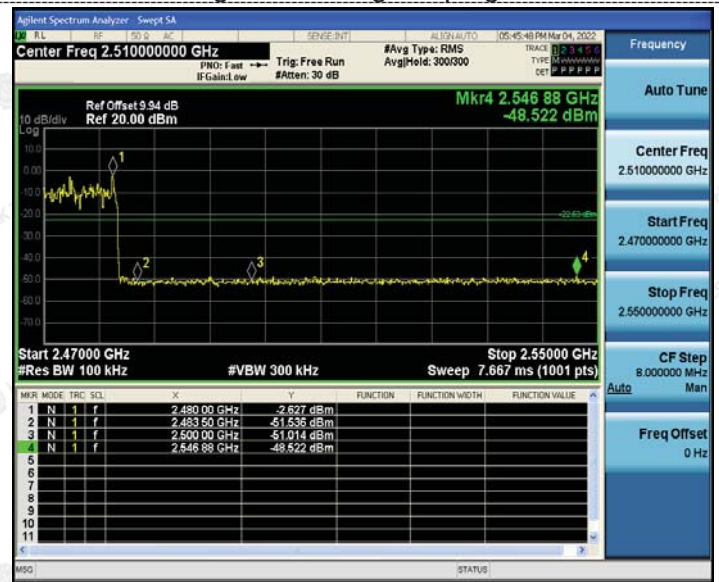 Agilent Spectrum Analyzer - Swept SA
RL RF 50 Ω AC SENSE:INT ALIGN AUTO 05:45:48 PM Mar 04, 2022
Center Freq 2.510000000 GHz
PNO: Fast
IFGain:Low
Trig: Free Run
#Atten: 30 dB
#Avg Type: RMS
Avg|Hold: 300/300
TRACE 1 2 3 4 5 6
TYPE M
DET P P P P P P
Ref Offset 9.94 dB
Ref 20.00 dBm
10 dB/div
Log
Mkr4 2.546 88 GHz
-48.522 dBm
10.0
0.00
-10.0
-20.0
-30.0
-40.0
-50.0
-60.0
-70.0
1
2
3
4
-22.63 dBm
Start 2.47000 GHz
Stop 2.55000 GHz
#Res BW 100 kHz
#VBW 300 kHz
Sweep 7.667 ms (1001 pts)
MKR MODE TRC SCL X Y FUNCTION FUNCTION WIDTH FUNCTION VALUE
1 N 1 f 2.480 00 GHz -2.627 dBm
2 N 1 f 2.483 50 GHz -51.536 dBm
3 N 1 f 2.500 00 GHz -51.014 dBm
4 N 1 f 2.546 88 GHz -48.522 dBm
5
6
7
8
9
10
11
MSG
STATUS
Frequency
Auto Tune
Center Freq
2.510000000 GHz
Start Freq
2.470000000 GHz
Stop Freq
2.550000000 GHz
CF Step
8.000000 MHz
Auto Man
Freq Offset
0 Hz